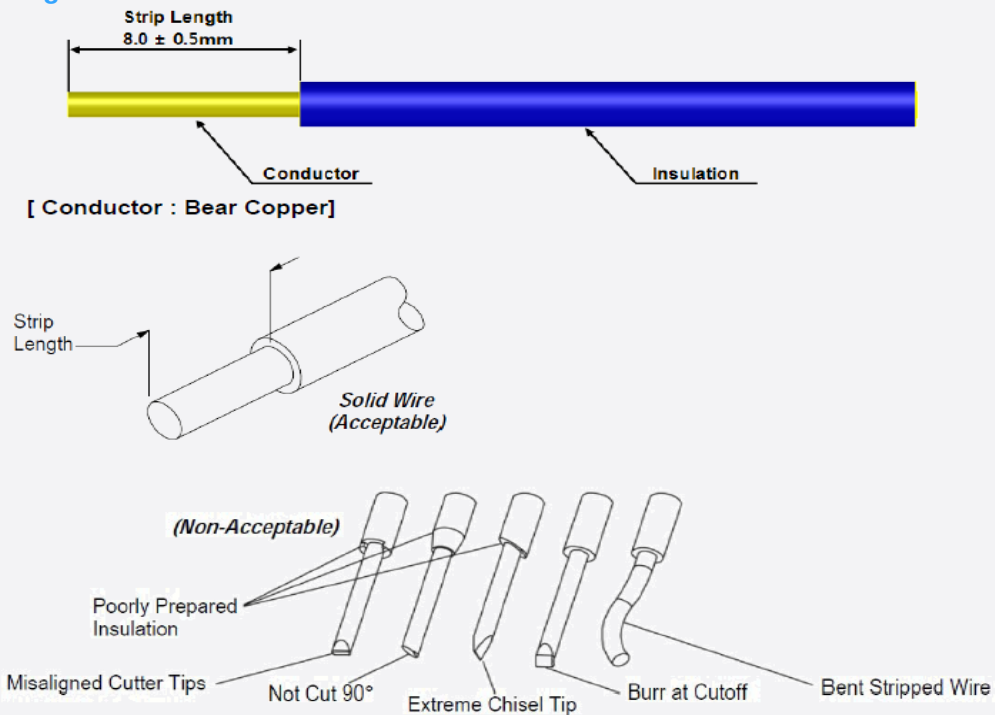 Strip Length
8.0 ± 0.5mm
Conductor
Insulation
[ Conductor : Bear Copper]
Strip
Length
Solid Wire
(Acceptable)
(Non-Acceptable)
Poorly Prepared
Insulation
Misaligned Cutter Tips
Not Cut 90°
Extreme Chisel Tip
Burr at Cutoff
Bent Stripped Wire